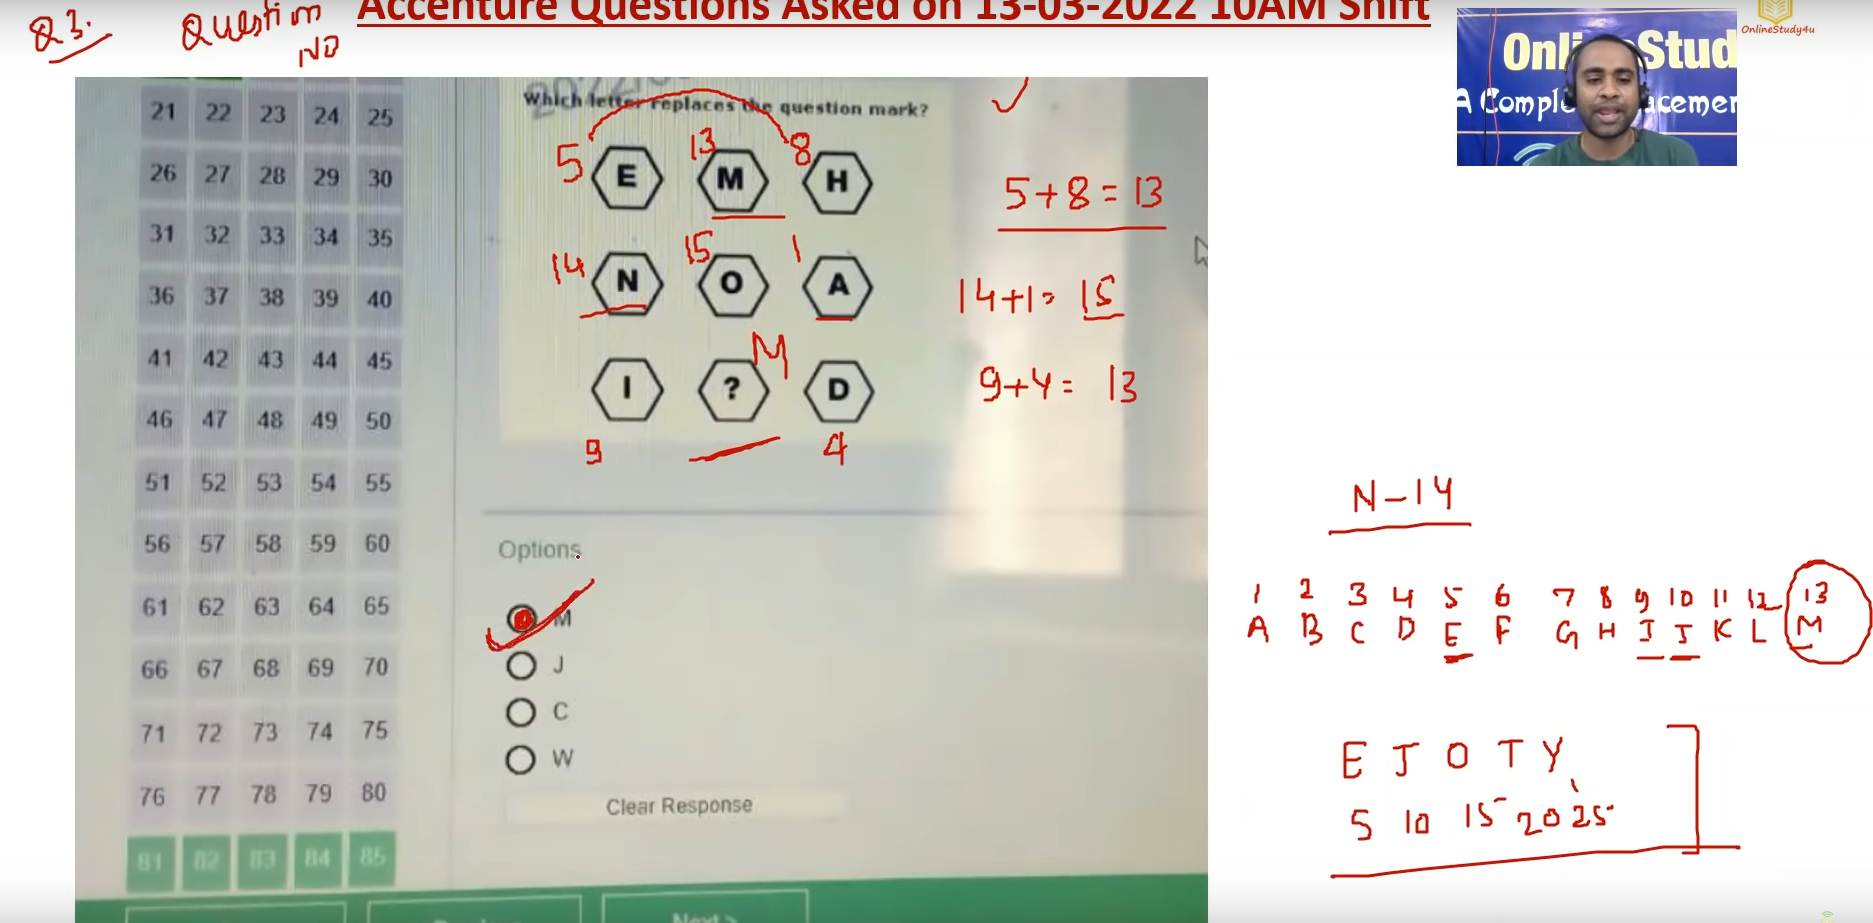 Accenture Questions Asked on 13-03-2022 10AM Shift
Q3.
Question
NO
OnlineStudy4u
21 22 23 24 25
26 27 28 29 30
31 32 33 34 35
36 37 38 39 40
41 42 43 44 45
46 47 48 49 50
51 52 53 54 55
56 57 58 59 60
61 62 63 64 65
66 67 68 69 70
71 72 73 74 75
76 77 78 79 80
81 82 83 84 85
Which letter replaces the question mark?
5 E 13 M 8 H
14 N 15 O 1 A
I ? M D
9 4
5+8=13
14+1=15
9+4=13
Options
M
J
C
W
Clear Response
Next >
N-14
1 2 3 4 5 6 7 8 9 10 11 12 13
A B C D E F G H I J K L M
E J O T Y
5 10 15 20 25